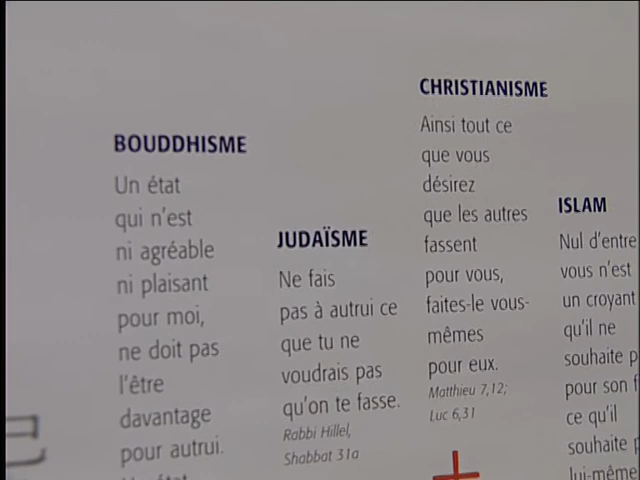 BOUDDHISME
Un état
qui n'est
ni agréable
ni plaisant
pour moi,
ne doit pas
l'être
davantage
pour autrui.
JUDAÏSME
Ne fais
pas à autrui ce
que tu ne
voudrais pas
qu'on te fasse.
Rabbi Hillel,
Shabbat 31a
CHRISTIANISME
Ainsi tout ce
que vous
désirez
que les autres
fassent
pour vous,
faites-le vous-
mêmes
pour eux.
Matthieu 7,12;
Luc 6,31
ISLAM
Nul d'entre
vous n'est
un croyant
qu'il ne
souhaite
pour son
ce qu'il
souhaite
lui-même